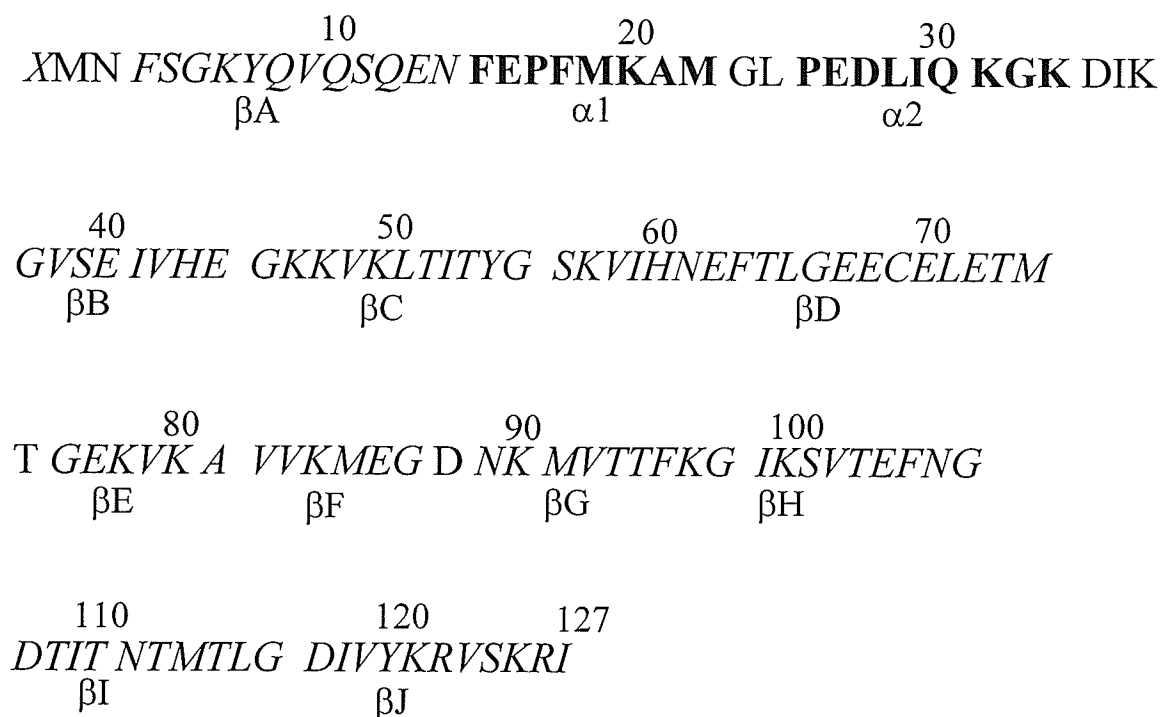 10 20 30
XMN FSGKYQVQSQEN FEPFMKAM GL PEDLIQ KGK DIK
βA α1 α2
40 50 60 70
GVSE IVHE GKKVKLTITYG SKVIHNEFTLGEECELETM
βB βC βD
80 90 100
T GEKVK A VVKMEG D NK MVTTFKG IKSVTEFNG
βE βF βG βH
110 120 127
DTIT NTMTLG DIVYKRVSKRI
βI βJ